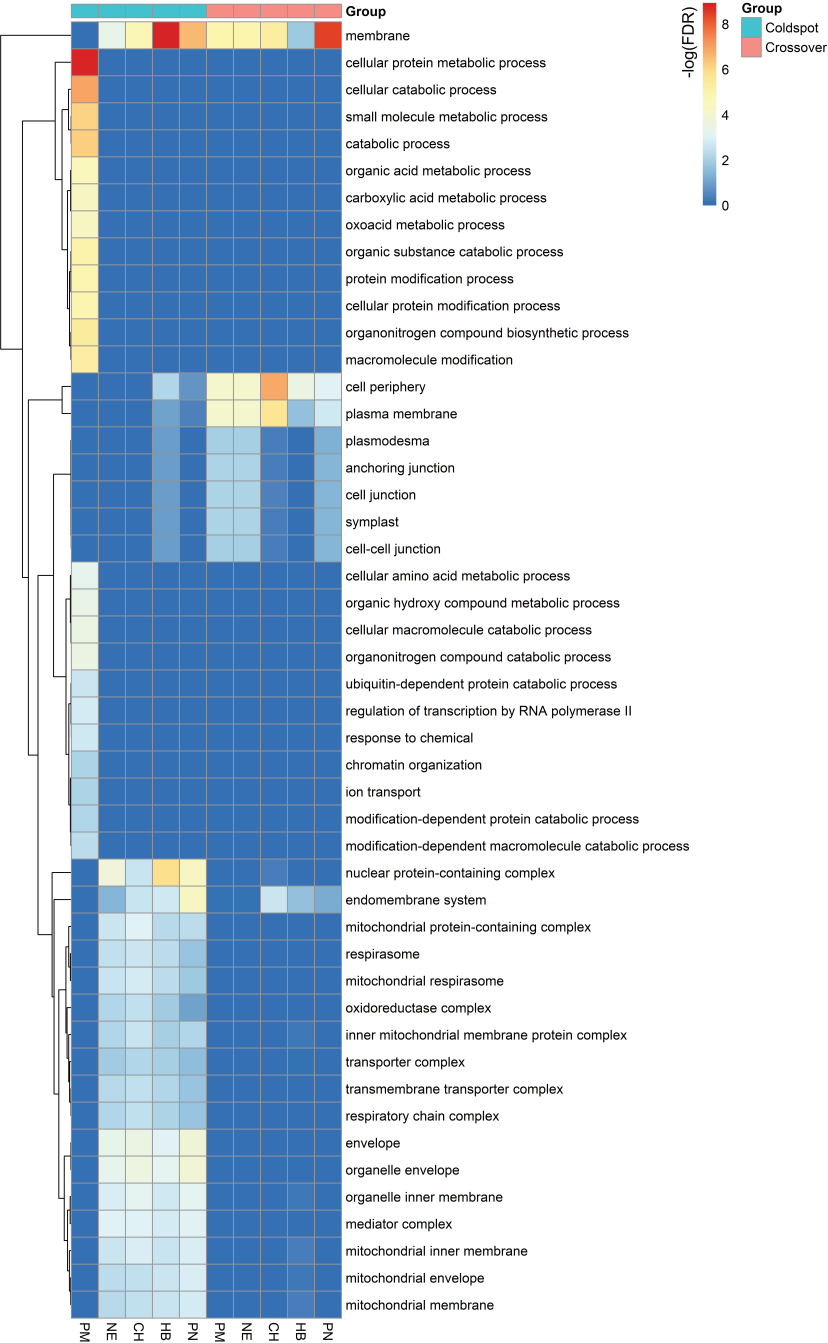 Group
membrane
cellular protein metabolic process
cellular catabolic process
small molecule metabolic process
catabolic process
organic acid metabolic process
carboxylic acid metabolic process
oxoacid metabolic process
organic substance catabolic process
protein modification process
cellular protein modification process
organonitrogen compound biosynthetic process
macromolecule modification
cell periphery
plasma membrane
plasmodesma
anchoring junction
cell junction
symplast
cell-cell junction
cellular amino acid metabolic process
organic hydroxy compound metabolic process
cellular macromolecule catabolic process
organonitrogen compound catabolic process
ubiquitin-dependent protein catabolic process
regulation of transcription by RNA polymerase II
response to chemical
chromatin organization
ion transport
modification-dependent protein catabolic process
modification-dependent macromolecule catabolic process
nuclear protein-containing complex
endomembrane system
mitochondrial protein-containing complex
respirasome
mitochondrial respirasome
oxidoreductase complex
inner mitochondrial membrane protein complex
transporter complex
transmembrane transporter complex
respiratory chain complex
envelope
organelle envelope
organelle inner membrane
mediator complex
mitochondrial inner membrane
mitochondrial envelope
mitochondrial membrane
PM NE CH HB PN PM NE CH HB PN
-log(FDR)
8
6
4
2
0
Group
Coldspot
Crossover